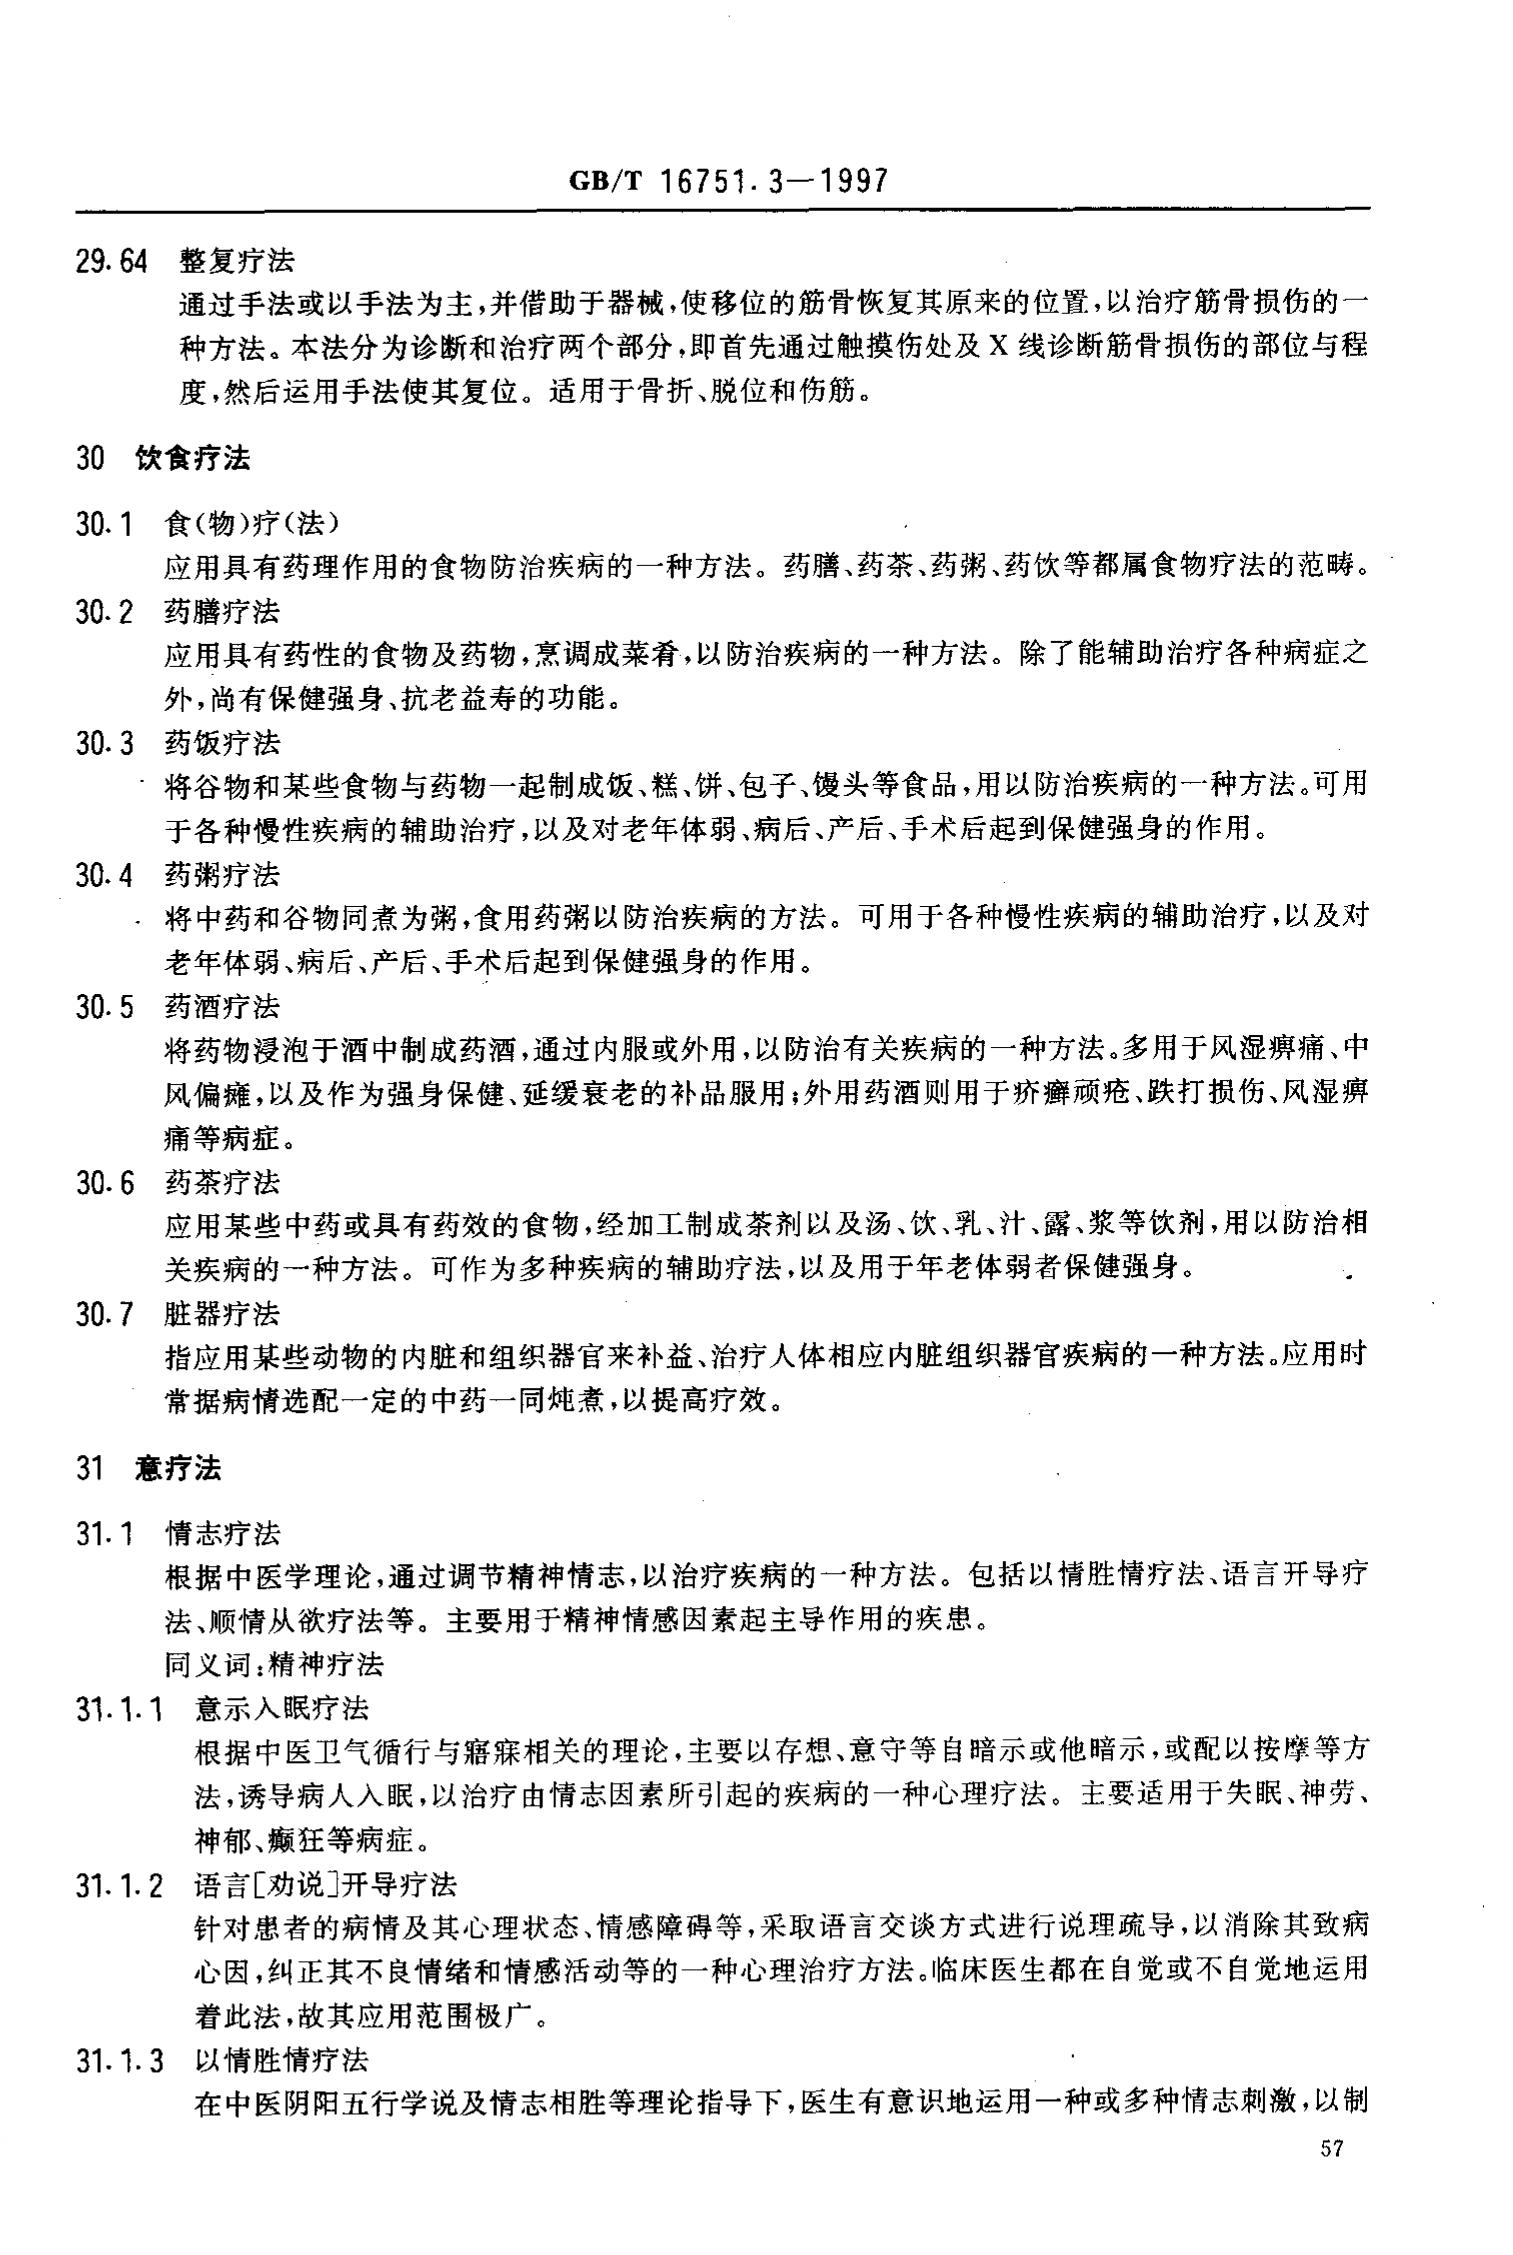 GB/T 16751.3—1997
29.64 整复疗法
通过手法或以手法为主,并借助于器械,使移位的筋骨恢复其原来的位置,以治疗筋骨损伤的一
种方法。本法分为诊断和治疗两个部分,即首先通过触摸伤处及 X 线诊断筋骨损伤的部位与程
度,然后运用手法使其复位。适用于骨折、脱位和伤筋。
30 饮食疗法
30.1 食(物)疗(法)
应用具有药理作用的食物防治疾病的一种方法。药膳、药茶、药粥、药饮等都属食物疗法的范畴。
30.2 药膳疗法
应用具有药性的食物及药物,烹调成菜肴,以防治疾病的一种方法。除了能辅助治疗各种病症之
外,尚有保健强身、抗老益寿的功能。
30.3 药饭疗法
将谷物和某些食物与药物一起制成饭、糕、饼、包子、馒头等食品,用以防治疾病的一种方法。可用
于各种慢性疾病的辅助治疗,以及对老年体弱、病后、产后、手术后起到保健强身的作用。
30.4 药粥疗法
将中药和谷物同煮为粥,食用药粥以防治疾病的方法。可用于各种慢性疾病的辅助治疗,以及对
老年体弱、病后、产后、手术后起到保健强身的作用。
30.5 药酒疗法
将药物浸泡于酒中制成药酒,通过内服或外用,以防治有关疾病的一种方法。多用于风湿痹痛、中
风偏瘫,以及作为强身保健、延缓衰老的补品服用;外用药酒则用于疥癣顽疮、跌打损伤、风湿痹
痛等病症。
30.6 药茶疗法
应用某些中药或具有药效的食物,经加工制成茶剂以及汤、饮、乳、汁、露、浆等饮剂,用以防治相
关疾病的一种方法。可作为多种疾病的辅助疗法,以及用于年老体弱者保健强身。
30.7 脏器疗法
指应用某些动物的内脏和组织器官来补益、治疗人体相应内脏组织器官疾病的一种方法。应用时
常据病情选配一定的中药一同炖煮,以提高疗效。
31 意疗法
31.1 情志疗法
根据中医学理论,通过调节精神情志,以治疗疾病的一种方法。包括以情胜情疗法、语言开导疗
法、顺情从欲疗法等。主要用于精神情感因素起主导作用的疾患。
同义词:精神疗法
31.1.1 意示入眠疗法
根据中医卫气循行与寤寐相关的理论,主要以存想、意守等自暗示或他暗示,或配以按摩等方
法,诱导病人入眠,以治疗由情志因素所引起的疾病的一种心理疗法。主要适用于失眠、神劳、
神郁、癫狂等病症。
31.1.2 语言[劝说]开导疗法
针对患者的病情及其心理状态、情感障碍等,采取语言交谈方式进行说理疏导,以消除其致病
心因,纠正其不良情绪和情感活动等的一种心理治疗方法。临床医生都在自觉或不自觉地运用
着此法,故其应用范围极广。
31.1.3 以情胜情疗法
在中医阴阳五行学说及情志相胜等理论指导下,医生有意识地运用一种或多种情志刺激,以制
57